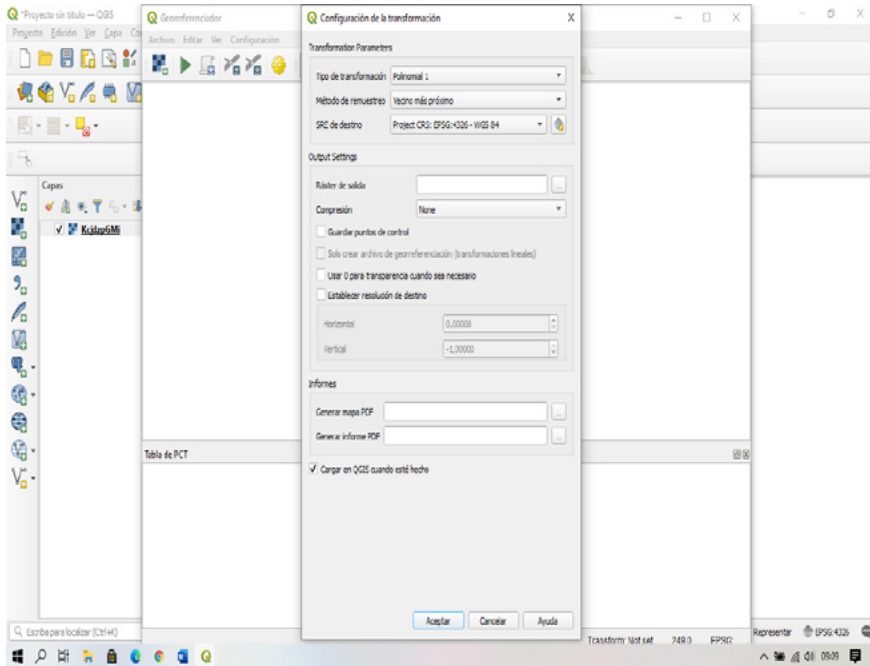 *Proyecto sin título — QGIS
Proyecto Edición Ver Capa
Capas
KcjdzpGMi
Escriba para localizar (Ctrl+K)
Georreferenciador
Archivo Editar Ver Configuración
Tabla de PCT
Configuración de la transformación
X
Transformation Parameters
Tipo de transformación Polinomial 1
Método de remuestreo Vecino más próximo
SRE de destino Project CRS: EPSG:4326 - WGS 84
Output Settings
Ráster de salida ...
Compresión None
Guardar puntos de control
Solo crear archivo de georreferenciación (transformaciones lineales)
Usar 0 para transparencia cuando sea necesario
Establecer resolución de destino
Horizontal 0,00000
Vertical -1,00000
Informes
Generar mapa PDF ...
Generar informe PDF ...
Cargar en QGIS cuando esté hecho
Aceptar Cancelar Ayuda
Transform: Not set 249,0 EPSG:
Representar EPSG:4326
09:09